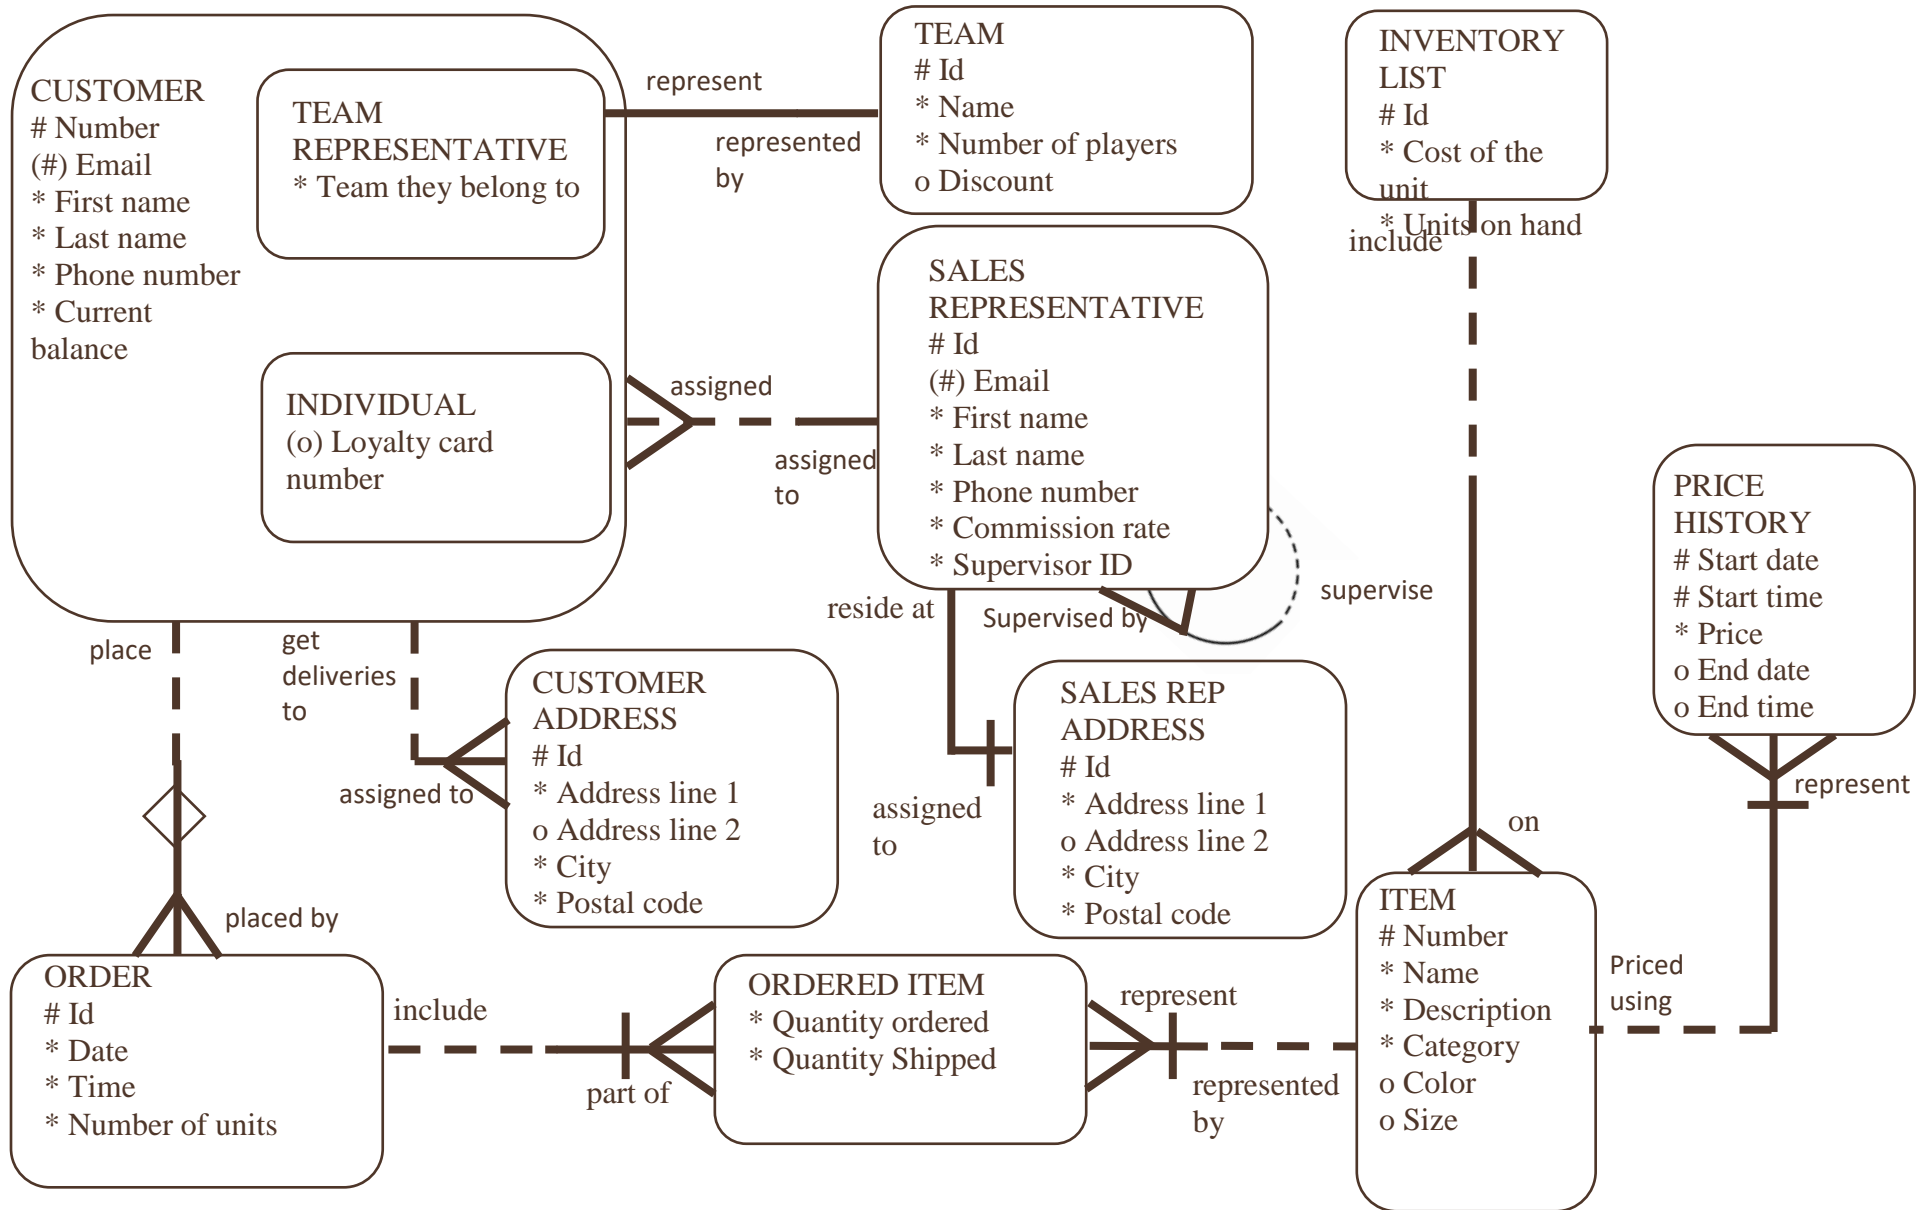 CUSTOMER
# Number
(#) Email
* First name
* Last name
* Phone number
* Current
balance
TEAM
REPRESENTATIVE
* Team they belong to
INDIVIDUAL
(o) Loyalty card
number
represent
represented
by
TEAM
# Id
* Name
* Number of players
o Discount
INVENTORY
LIST
# Id
* Cost of the
unit
* Units on hand
include
assigned
assigned
to
SALES
REPRESENTATIVE
# Id
(#) Email
* First name
* Last name
* Phone number
* Commission rate
* Supervisor ID
supervise
Supervised by
reside at
assigned
to
PRICE
HISTORY
# Start date
# Start time
* Price
o End date
o End time
represent
place
get
deliveries
to
assigned to
placed by
CUSTOMER
ADDRESS
# Id
* Address line 1
o Address line 2
* City
* Postal code
SALES REP
ADDRESS
# Id
* Address line 1
o Address line 2
* City
* Postal code
on
ITEM
# Number
* Name
* Description
* Category
o Color
o Size
Priced
using
ORDER
# Id
* Date
* Time
* Number of units
include
part of
ORDERED ITEM
* Quantity ordered
* Quantity Shipped
represent
represented
by